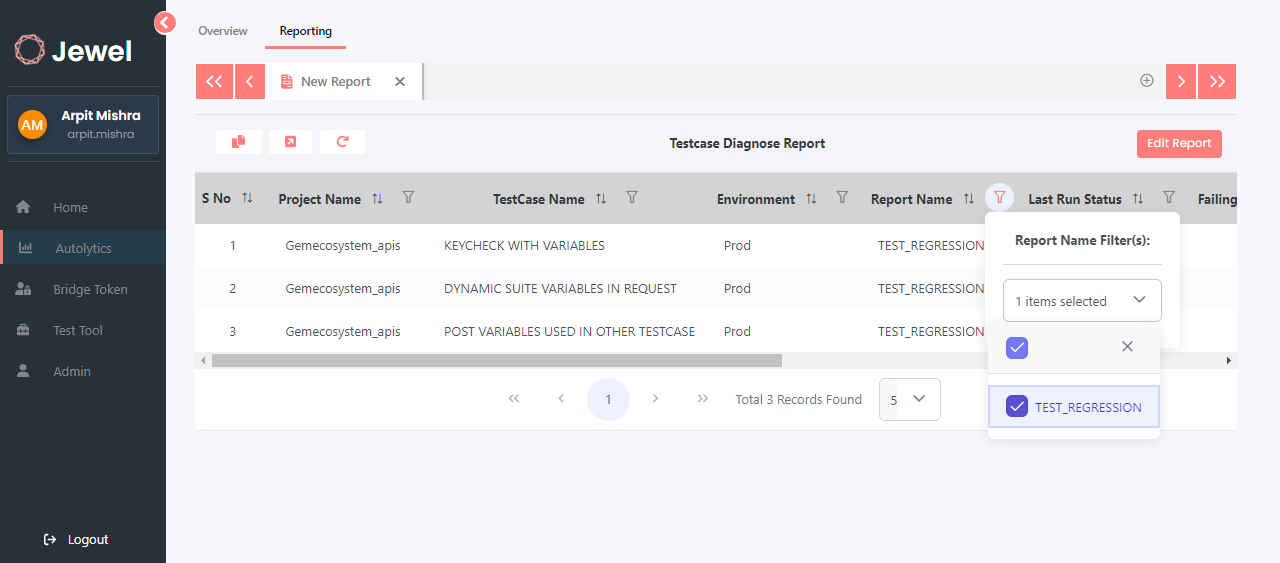 Jewel
AM
Arpit Mishra
arpit.mishra
Home
Autolytics
Bridge Token
Test Tool
Admin
Logout
Overview Reporting
New Report
Testcase Diagnose Report
Edit Report
S No Project Name TestCase Name Environment Report Name Last Run Status Failing
1 Gemecosystem_apis KEYCHECK WITH VARIABLES Prod TEST_REGRESSION
2 Gemecosystem_apis DYNAMIC SUITE VARIABLES IN REQUEST Prod TEST_REGRESSION
3 Gemecosystem_apis POST VARIABLES USED IN OTHER TESTCASE Prod TEST_REGRESSION
1 Total 3 Records Found 5
Report Name Filter(s):
1 items selected
TEST_REGRESSION